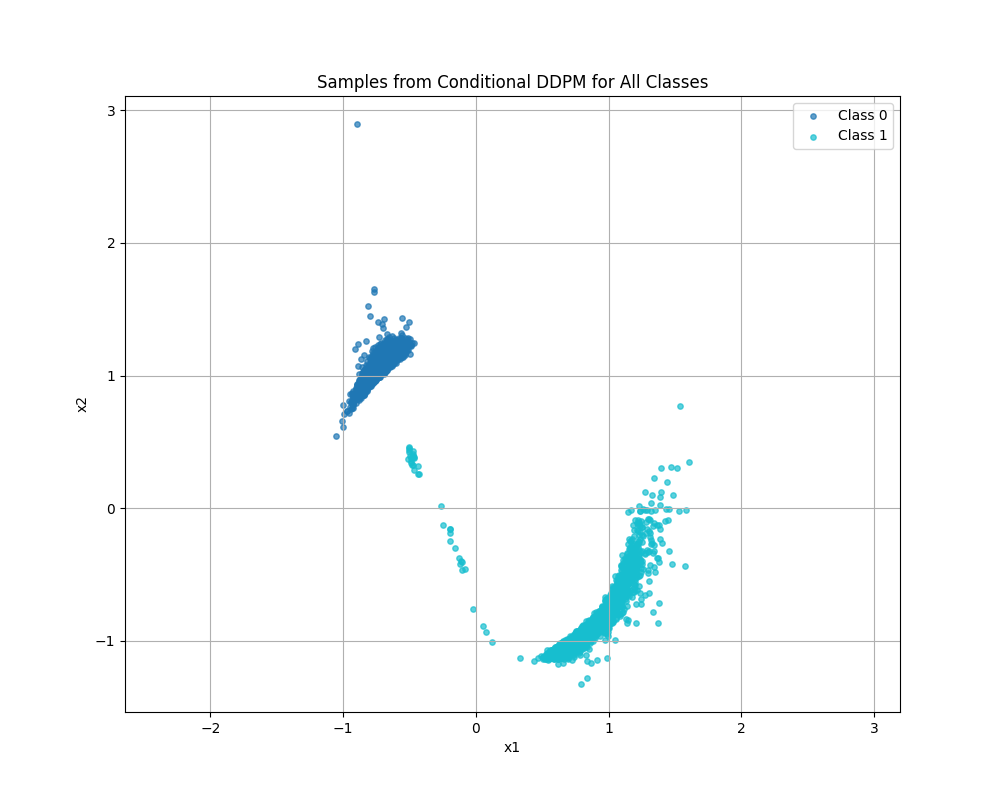 Samples from Conditional DDPM for All Classes
Class 0
Class 1
3
2
1
0
−1
x2
−2
−1
0
1
2
3
x1